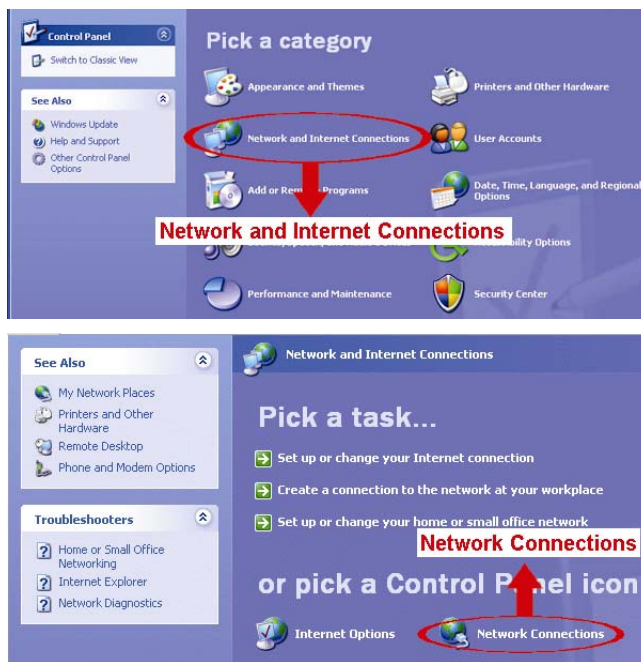 Control Panel
Switch to Classic View
See Also
Windows Update
Help and Support
Other Control Panel
Options
Pick a category
Appearance and Themes
Printers and Other Hardware
Network and Internet Connections
User Accounts
Add or Remove Programs
Date, Time, Language, and Regional
Options
Network and Internet Connections
Options
Performance and Maintenance
Security Center
See Also
My Network Places
Printers and Other
Hardware
Remote Desktop
Phone and Modem Options
Troubleshooters
Home or Small Office
Networking
Internet Explorer
Network Diagnostics
Network and Internet Connections
Pick a task...
Set up or change your Internet connection
Create a connection to the network at your workplace
Set up or change your home or small office network
Network Connections
or pick a Control Panel icon
Internet Options
Network Connections